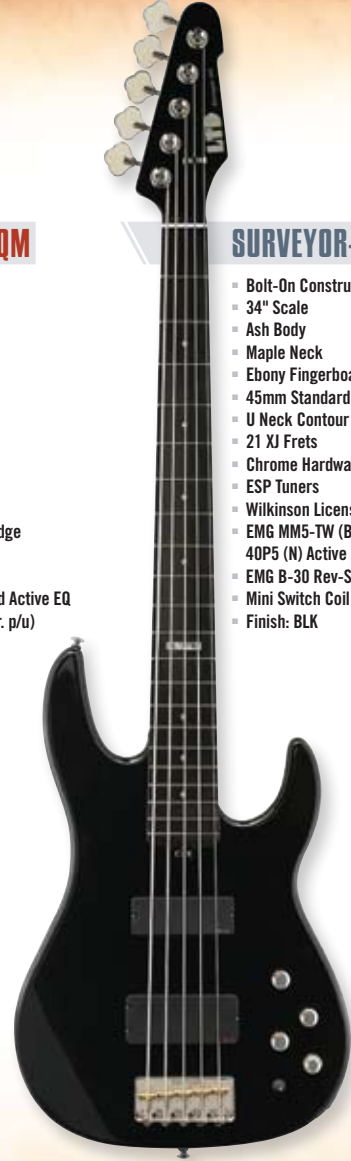 LTD
QM
SURVEYOR-
Bolt-On Constru
34" Scale
Ash Body
Maple Neck
Ebony Fingerboa
45mm Standard
U Neck Contour
21 XJ Frets
Chrome Hardwa
ESP Tuners
Wilkinson Licens
EMG MM5-TW (B
40P5 (N) Active
EMG B-30 Rev-S
Mini Switch Coil
Finish: BLK
dge
d Active EQ
r. p/u)